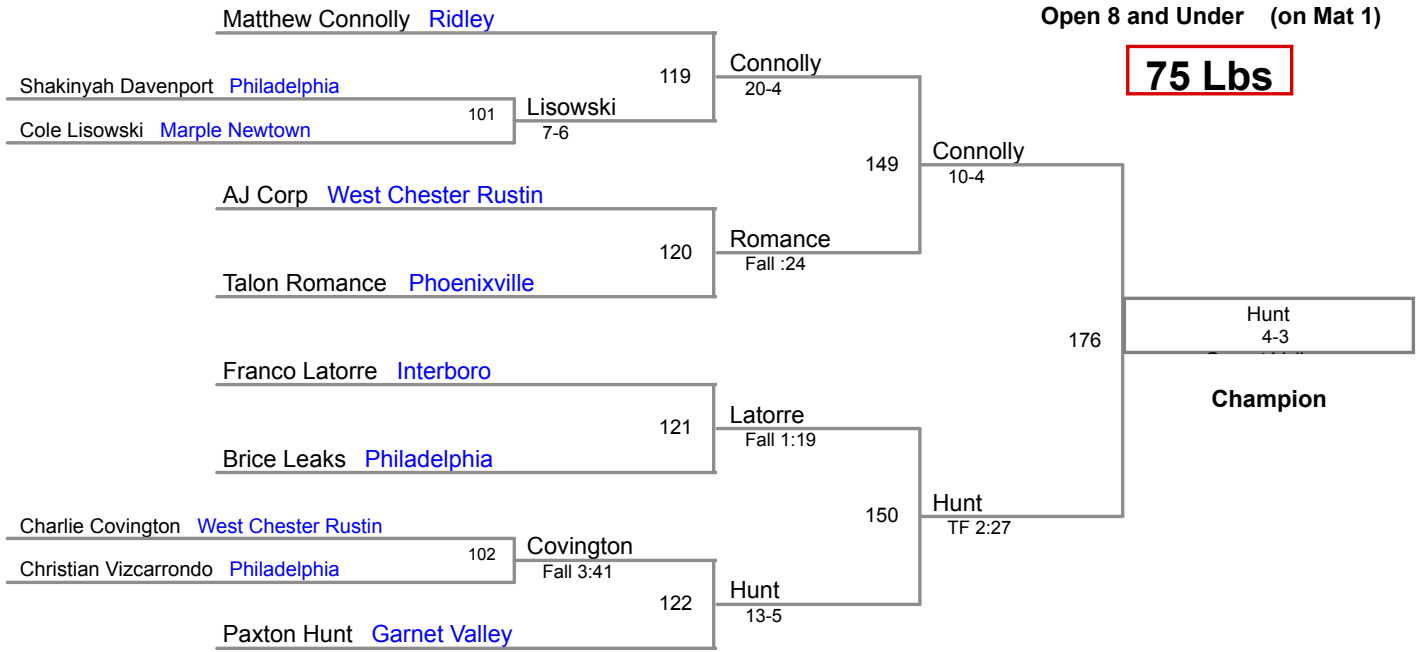 Open 8 and Under (on Mat 1)
75 Lbs
Matthew Connolly Ridley
119
Connolly
20-4
Shakinyah Davenport Philadelphia
101
Lisowski
7-6
Cole Lisowski Marple Newtown
149
Connolly
10-4
AJ Corp West Chester Rustin
120
Romance
Fall :24
Talon Romance Phoenixville
176
Hunt
4-3
Champion
Franco Latorre Interboro
121
Latorre
Fall 1:19
Brice Leaks Philadelphia
150
Hunt
TF 2:27
Charlie Covington West Chester Rustin
102
Covington
Fall 3:41
Christian Vizcarrondo Philadelphia
122
Hunt
13-5
Paxton Hunt Garnet Valley